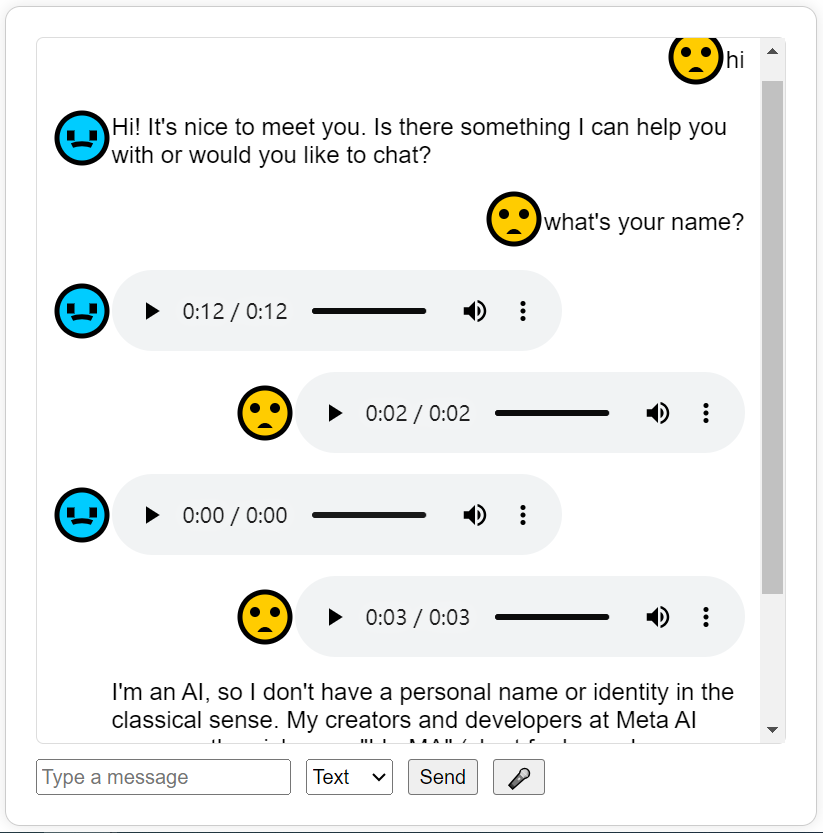 hi
Hi! It's nice to meet you. Is there something I can help you
with or would you like to chat?
what's your name?
0:12 / 0:12
0:02 / 0:02
0:00 / 0:00
0:03 / 0:03
I'm an AI, so I don't have a personal name or identity in the
classical sense. My creators and developers at Meta AI
Type a message
Text
Send